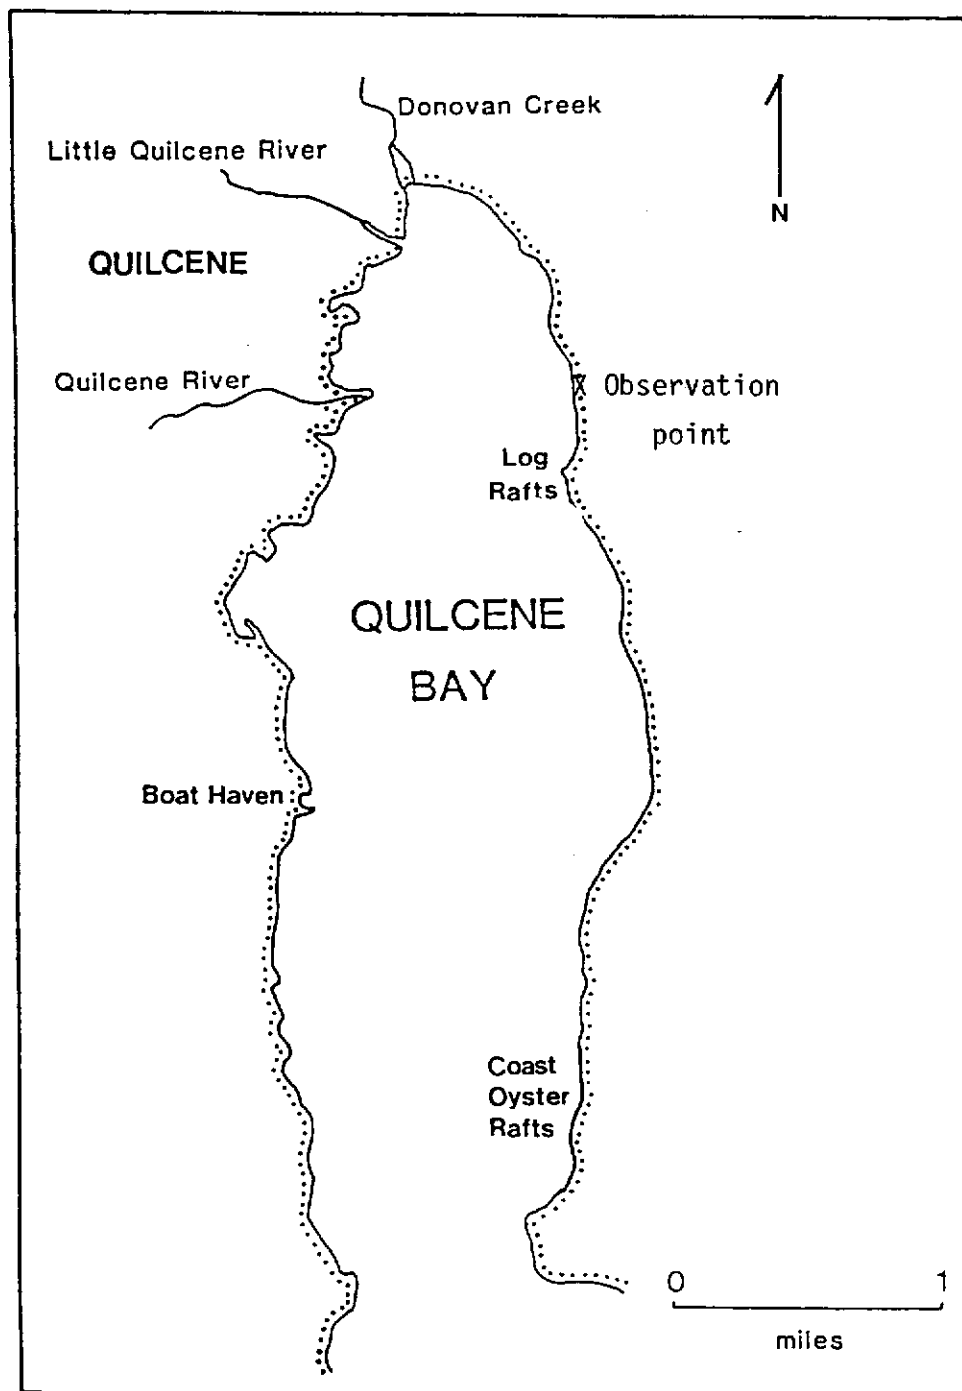 Donovan Creek
Little Quilcene River
N
QUILCENE
Quilcene River
X Observation
point
Log
Rafts
QUILCENE
BAY
Boat Haven
Coast
Oyster
Rafts
0 1
miles